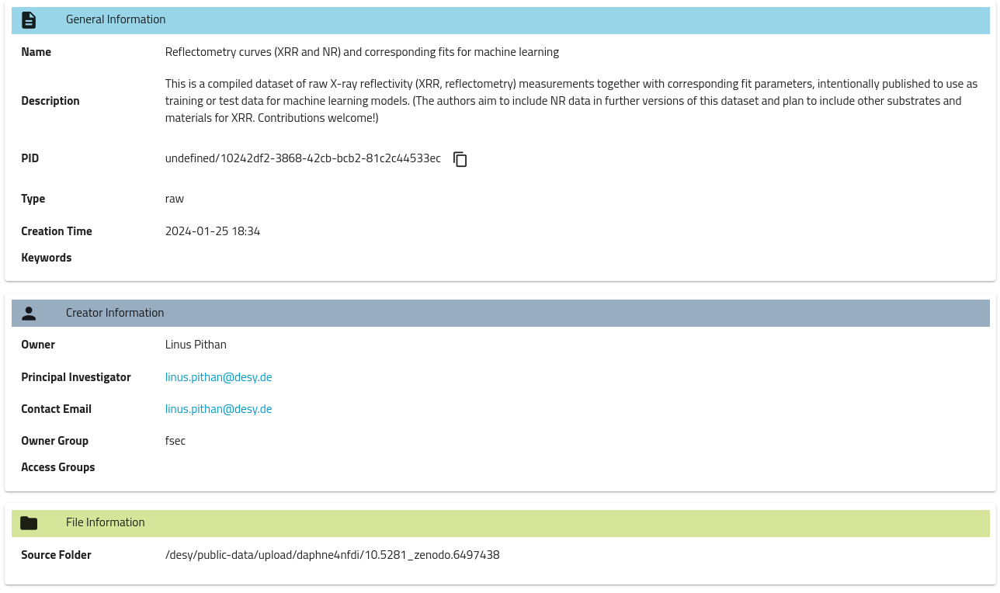 General Information
Name Reflectometry curves (XRR and NR) and corresponding fits for machine learning
This is a compiled dataset of raw X-ray reflectivity (XRR, reflectometry) measurements together with corresponding fit parameters, intentionally published to use as
Description training or test data for machine learning models. (The authors aim to include NR data in further versions of this dataset and plan to include other substrates and
materials for XRR. Contributions welcome!)
PID undefined/10242df2-3868-42cb-bcb2-81c2c44533ec
Type raw
Creation Time 2024-01-25 18:34
Keywords
Creator Information
Owner Linus Pithan
Principal Investigator linus.pithan@desy.de
Contact Email linus.pithan@desy.de
Owner Group fsec
Access Groups
File Information
Source Folder /desy/public-data/upload/daphne4nfdi/10.5281_zenodo.6497438